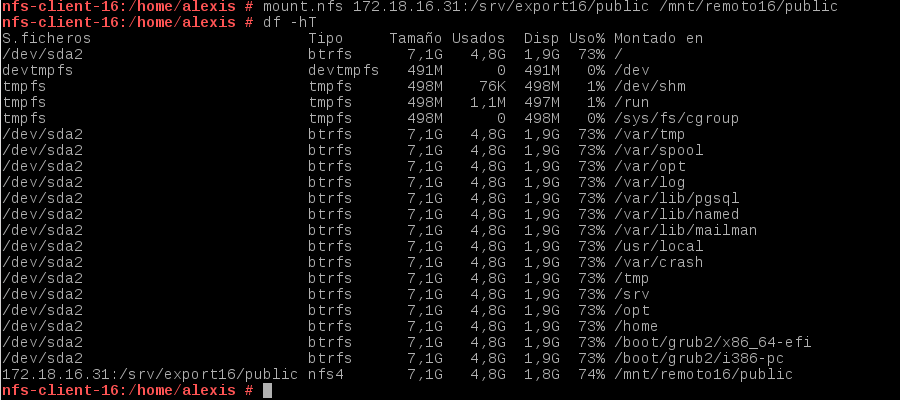 nfs-client-16:/home/alexis # mount.nfs 172.18.16.31:/srv/export16/public /mnt/remoto16/public
nfs-client-16:/home/alexis # df -hT
S.ficheros                         Tipo     Tamaño Usados  Disp Uso% Montado en
/dev/sda2                          btrfs      7,1G   4,8G  1,9G  73% /
devtmpfs                           devtmpfs   491M      0  491M   0% /dev
tmpfs                              tmpfs      498M    76K  498M   1% /dev/shm
tmpfs                              tmpfs      498M   1,1M  497M   1% /run
tmpfs                              tmpfs      498M      0  498M   0% /sys/fs/cgroup
/dev/sda2                          btrfs      7,1G   4,8G  1,9G  73% /var/tmp
/dev/sda2                          btrfs      7,1G   4,8G  1,9G  73% /var/spool
/dev/sda2                          btrfs      7,1G   4,8G  1,9G  73% /var/opt
/dev/sda2                          btrfs      7,1G   4,8G  1,9G  73% /var/log
/dev/sda2                          btrfs      7,1G   4,8G  1,9G  73% /var/lib/pgsql
/dev/sda2                          btrfs      7,1G   4,8G  1,9G  73% /var/lib/named
/dev/sda2                          btrfs      7,1G   4,8G  1,9G  73% /var/lib/mailman
/dev/sda2                          btrfs      7,1G   4,8G  1,9G  73% /usr/local
/dev/sda2                          btrfs      7,1G   4,8G  1,9G  73% /var/crash
/dev/sda2                          btrfs      7,1G   4,8G  1,9G  73% /tmp
/dev/sda2                          btrfs      7,1G   4,8G  1,9G  73% /srv
/dev/sda2                          btrfs      7,1G   4,8G  1,9G  73% /opt
/dev/sda2                          btrfs      7,1G   4,8G  1,9G  73% /home
/dev/sda2                          btrfs      7,1G   4,8G  1,9G  73% /boot/grub2/x86_64-efi
/dev/sda2                          btrfs      7,1G   4,8G  1,9G  73% /boot/grub2/i386-pc
172.18.16.31:/srv/export16/public nfs4       7,1G   4,8G  1,8G  74% /mnt/remoto16/public
nfs-client-16:/home/alexis #